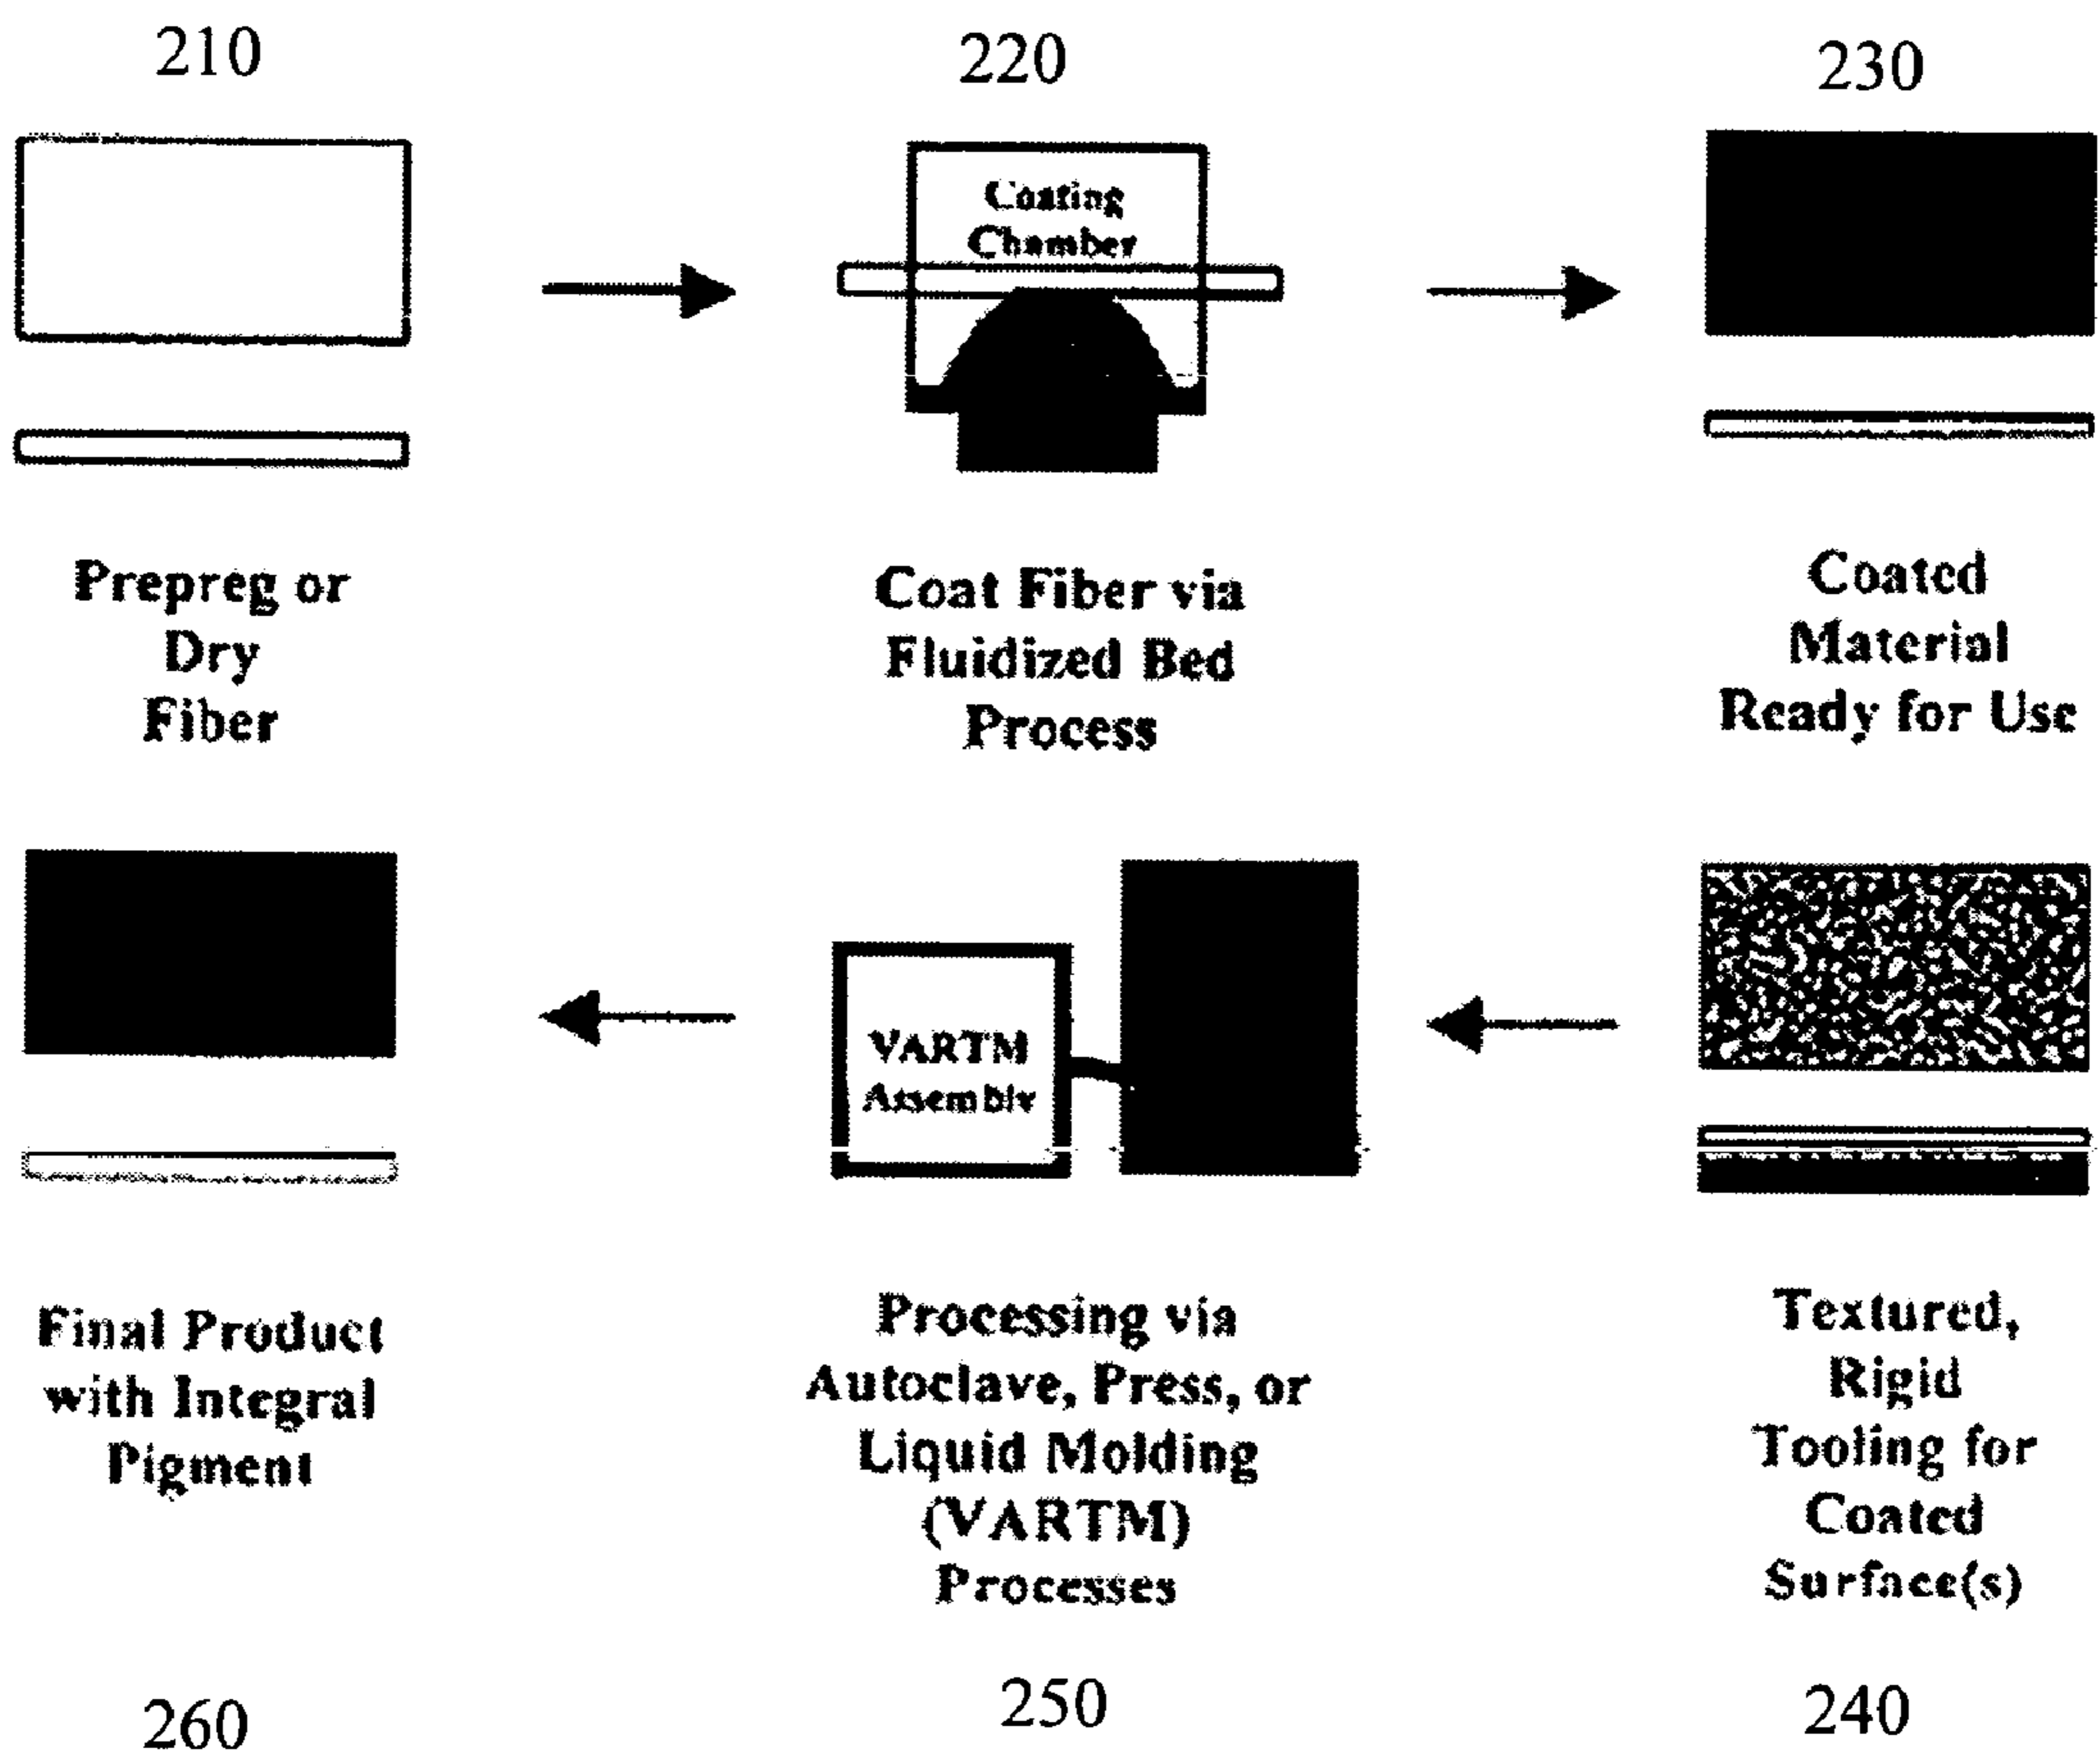 210
220
230
Coating
Chamber
Prepreg or
Dry
Fiber
Coat Fiber via
Fluidized Bed
Process
Coated
Material
Ready for Use
VARTM
Assembly
Final Product
with Integral
Pigment
Processing via
Autoclave, Press, or
Liquid Molding
(VARTM)
Processes
Textured,
Rigid
Tooling for
Coated
Surface(s)
260
250
240